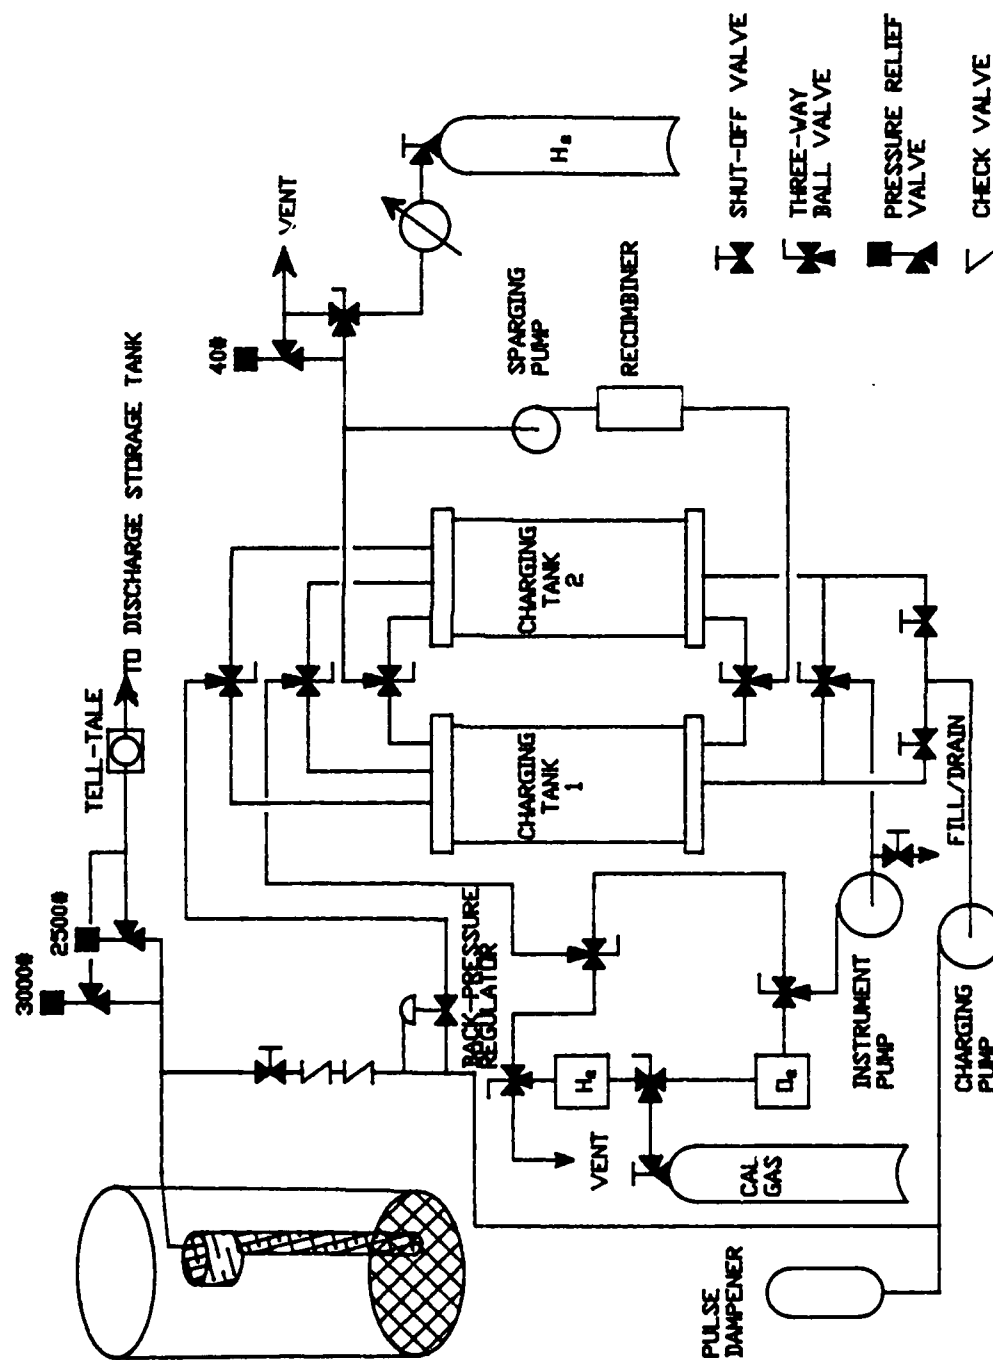 3000#
2500#
TELL-TALE
TO DISCHARGE STORAGE TANK
40#
VENT
H₂
BACK-PRESSURE
REGULATOR
CHARGING
TANK
1
CHARGING
TANK
2
SPARGING
PUMP
RECOMBINER
VENT
H₂
O₂
CAL
GAS
INSTRUMENT
PUMP
FILL/DRAIN
CHARGING
PUMP
PULSE
DAMPENER
SHUT-OFF VALVE
THREE-WAY
BALL VALVE
PRESSURE RELIEF
VALVE
CHECK VALVE